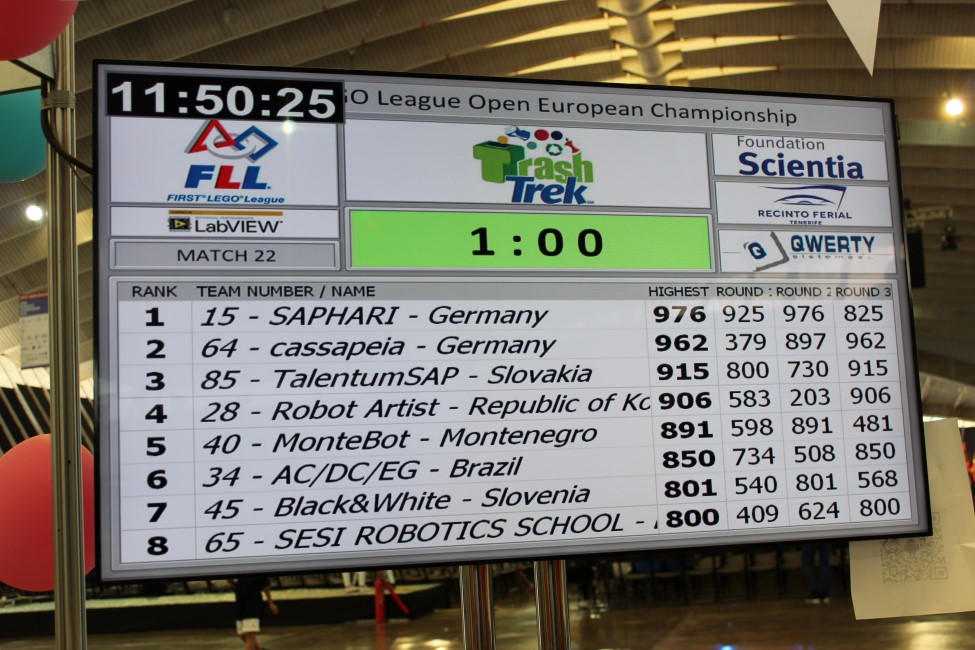 11:50:25
GO League Open European Championship
FLL
FIRST LEGO League
LabVIEW
MATCH 22
Trash
Trek
1:00
Foundation
Scientia
RECINTO FERIAL
TENERIFE
QWERTY
sistemas
RANK TEAM NUMBER / NAME HIGHEST ROUND ROUND 2 ROUND 3
1 15 - SAPHARI - Germany 976 925 976 825
2 64 - cassapeia - Germany 962 379 897 962
3 85 - TalentumSAP - Slovakia 915 800 730 915
4 28 - Robot Artist - Republic of Ko 906 583 203 906
5 40 - MonteBot - Montenegro 891 598 891 481
6 34 - AC/DC/EG - Brazil 850 734 508 850
7 45 - Black&White - Slovenia 801 540 801 568
8 65 - SESI ROBOTICS SCHOOL - 800 409 624 800